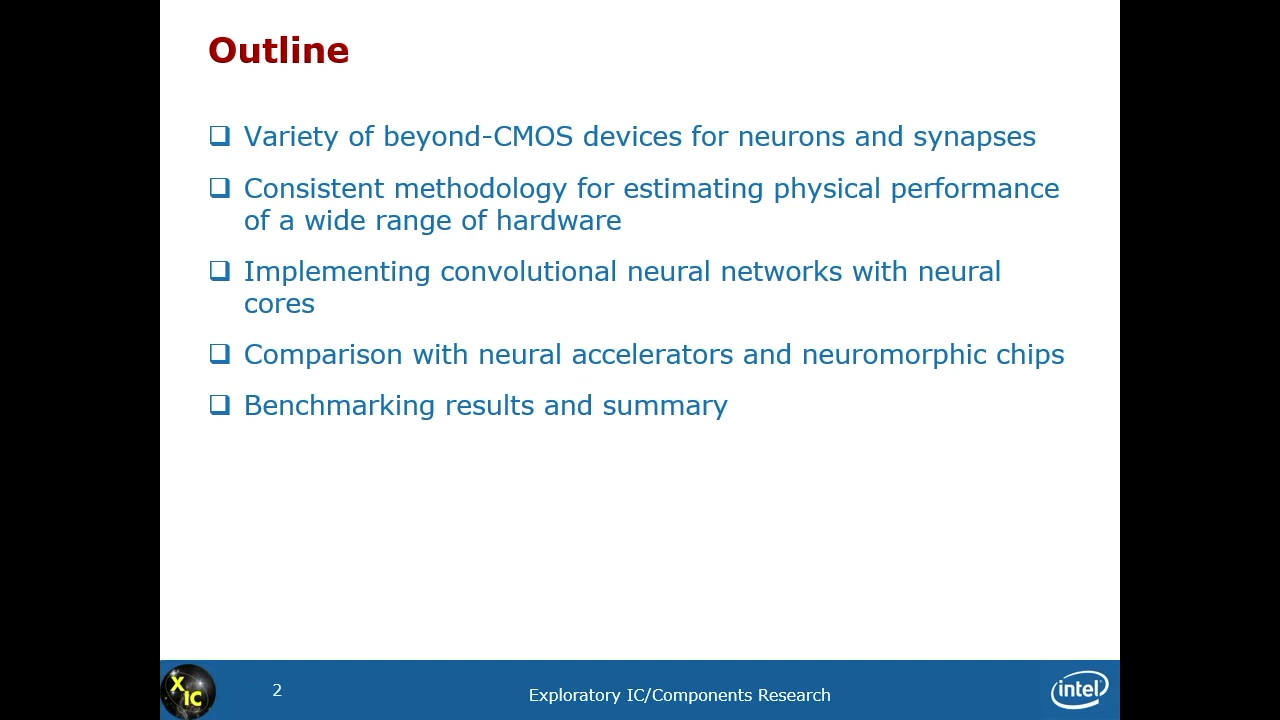 Outline
Variety of beyond-CMOS devices for neurons and synapses
Consistent methodology for estimating physical performance
of a wide range of hardware
Implementing convolutional neural networks with neural
cores
Comparison with neural accelerators and neuromorphic chips
Benchmarking results and summary
X
IC
2
Exploratory IC/Components Research
intel